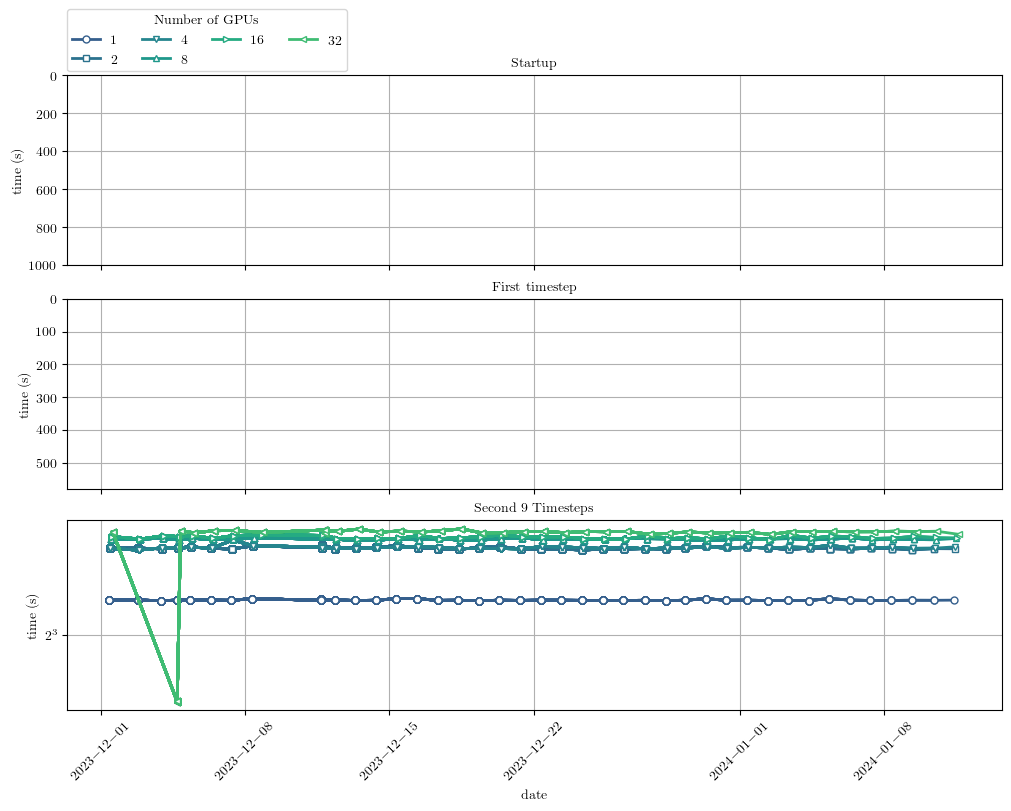 Number of GPUs
1 4 16 32
2 8
Startup
0
200
400
600
800
1000
time (s)
First timestep
0
100
200
300
400
500
time (s)
Second 9 Timesteps
2^3
time (s)
2023−12−01 2023−12−08 2023−12−15 2023−12−22 2024−01−01 2024−01−08
date